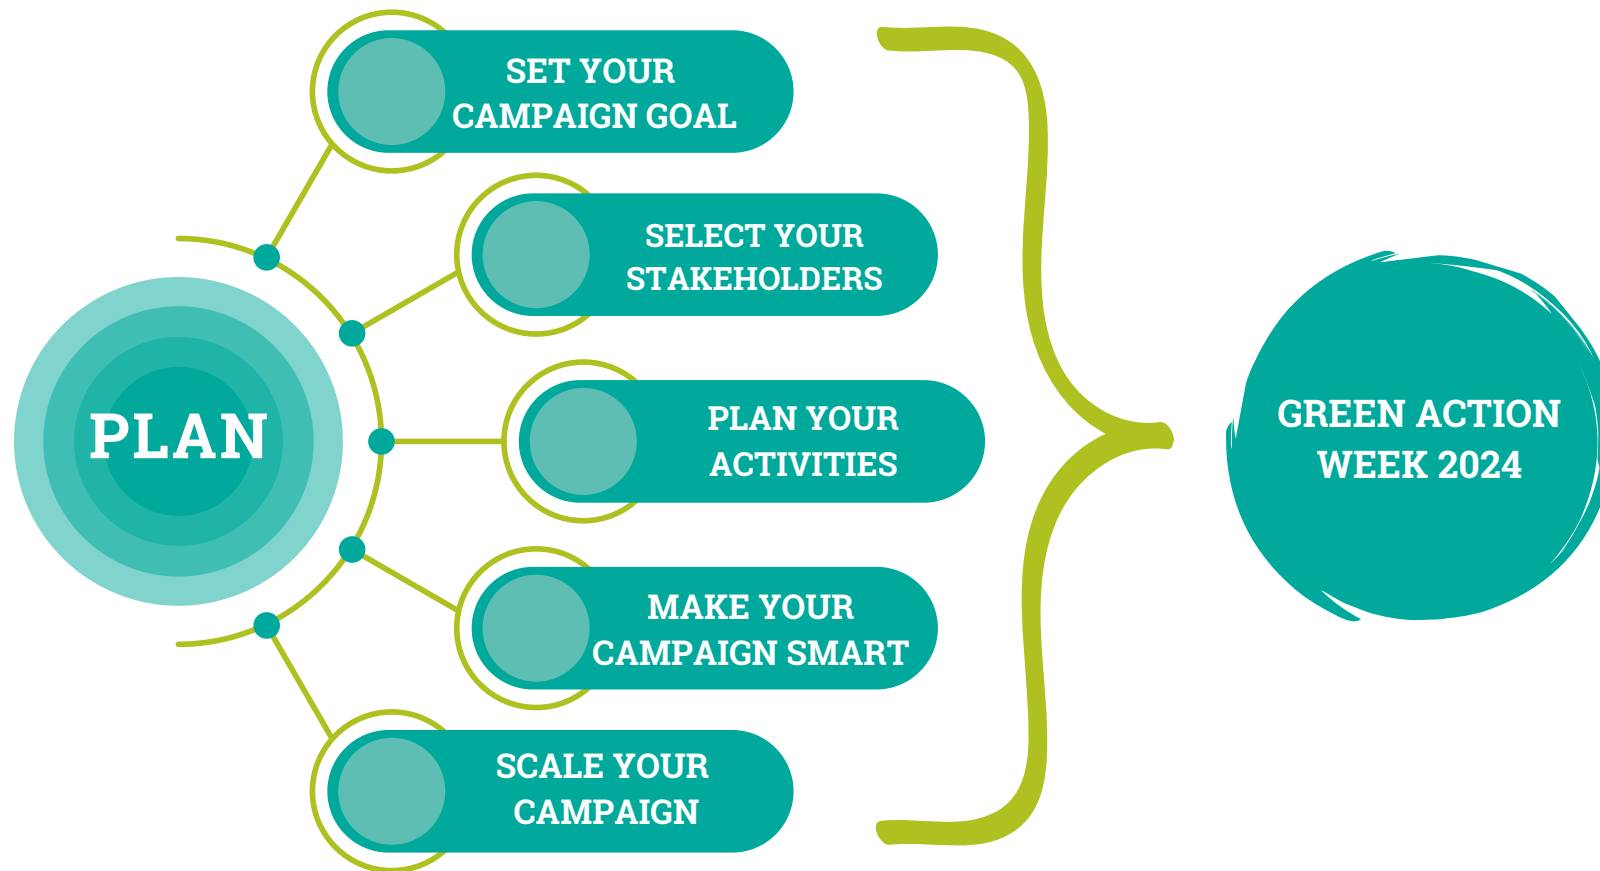 SET YOUR
CAMPAIGN GOAL
SELECT YOUR
STAKEHOLDERS
PLAN
PLAN YOUR
ACTIVITIES
MAKE YOUR
CAMPAIGN SMART
SCALE YOUR
CAMPAIGN
GREEN ACTION
WEEK 2024